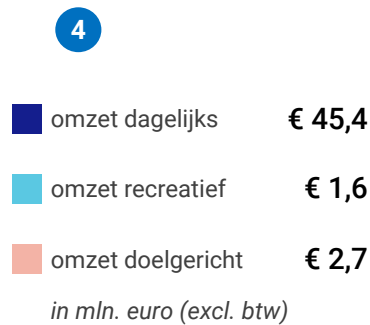 4
omzet dagelijks € 45,4
omzet recreatief € 1,6
omzet doelgericht € 2,7
in mln. euro (excl. btw)